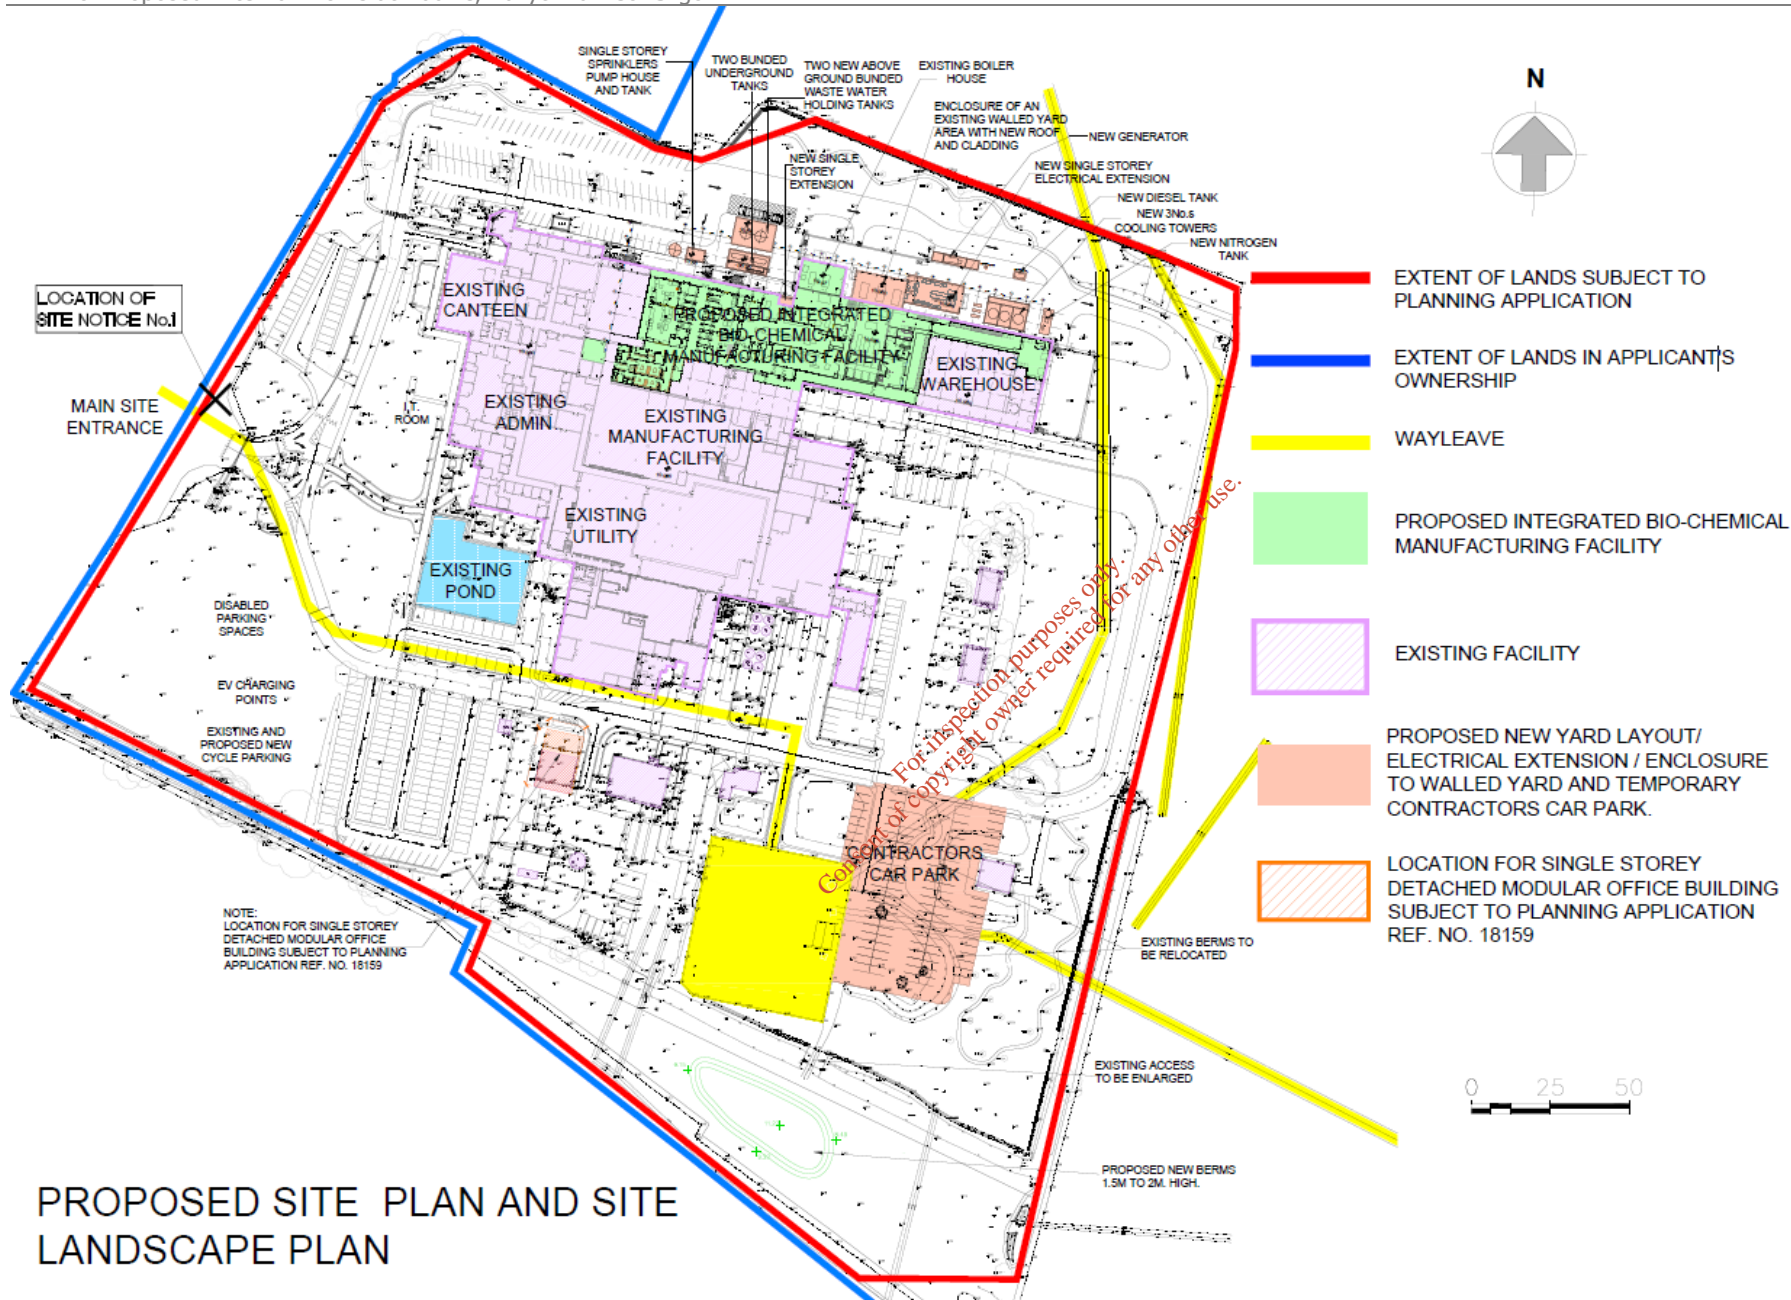 SINGLE STOREY
SPRINKLERS
PUMP HOUSE
AND TANK
TWO BUNDED
UNDERGROUND
TANKS
TWO NEW ABOVE
GROUND BUNDED
WASTE WATER
HOLDING TANKS
EXISTING BOILER
HOUSE
ENCLOSURE OF AN
EXISTING WALLED YARD
AREA WITH NEW ROOF
AND CLADDING
NEW GENERATOR
NEW SINGLE
STOREY
EXTENSION
NEW SINGLE STOREY
ELECTRICAL EXTENSION
NEW DIESEL TANK
NEW 3No.s
COOLING TOWERS
NEW NITROGEN
TANK
N
LOCATION OF
SITE NOTICE No.1
MAIN SITE
ENTRANCE
EXISTING
CANTEEN
PROPOSED INTEGRATED
BIO-CHEMICAL
MANUFACTURING FACILITY
EXISTING
WAREHOUSE
I.T.
ROOM
EXISTING
ADMIN.
EXISTING
MANUFACTURING
FACILITY
EXISTING
UTILITY
EXISTING
POND
DISABLED
PARKING
SPACES
EV CHARGING
POINTS
EXISTING AND
PROPOSED NEW
CYCLE PARKING
For inspection purposes only.
Consent of copyright owner required for any other use.
CONTRACTORS
CAR PARK
NOTE:
LOCATION FOR SINGLE STOREY
DETACHED MODULAR OFFICE
BUILDING SUBJECT TO PLANNING
APPLICATION REF. NO. 18159
EXISTING BERMS TO
BE RELOCATED
EXISTING ACCESS
TO BE ENLARGED
PROPOSED NEW BERMS
1.5M TO 2M. HIGH.
EXTENT OF LANDS SUBJECT TO
PLANNING APPLICATION
EXTENT OF LANDS IN APPLICANT'S
OWNERSHIP
WAYLEAVE
PROPOSED INTEGRATED BIO-CHEMICAL
MANUFACTURING FACILITY
EXISTING FACILITY
PROPOSED NEW YARD LAYOUT/
ELECTRICAL EXTENSION / ENCLOSURE
TO WALLED YARD AND TEMPORARY
CONTRACTORS CAR PARK.
LOCATION FOR SINGLE STOREY
DETACHED MODULAR OFFICE BUILDING
SUBJECT TO PLANNING APPLICATION
REF. NO. 18159
0 25 50
PROPOSED SITE PLAN AND SITE
LANDSCAPE PLAN